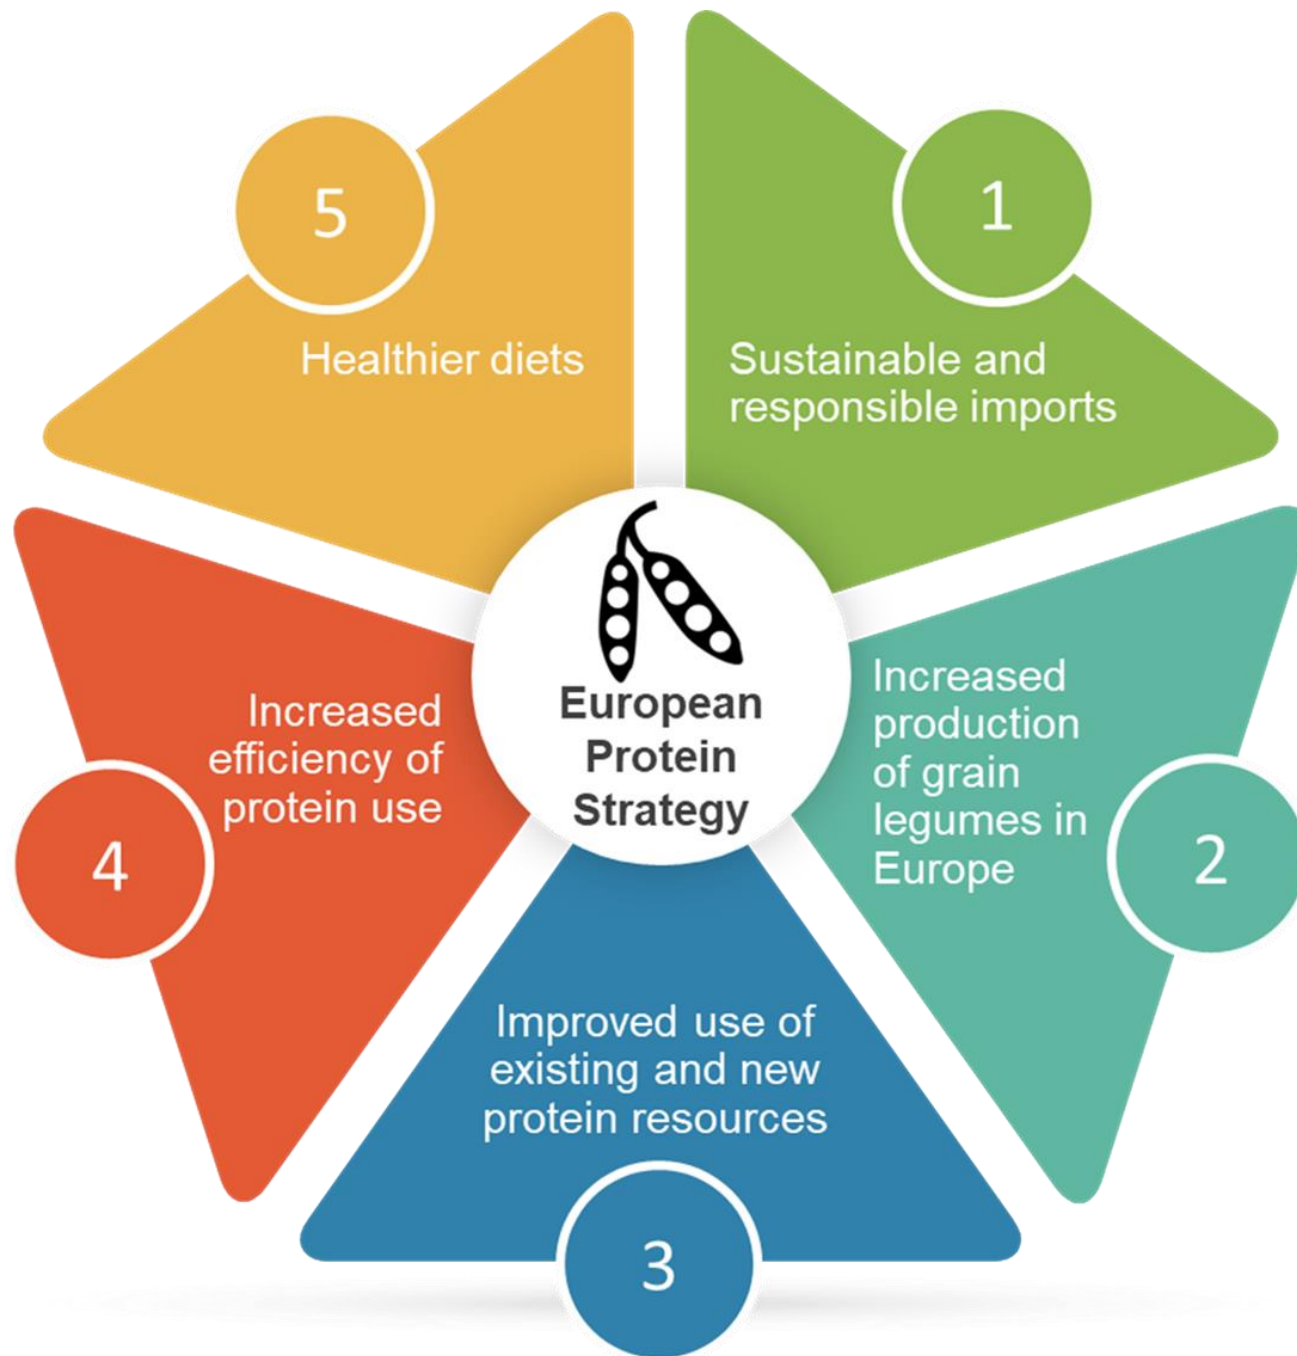 1
Sustainable and
responsible imports
2
Increased
production
of grain
legumes in
Europe
3
Improved use of
existing and new
protein resources
4
Increased
efficiency of
protein use
5
Healthier diets
European
Protein
Strategy